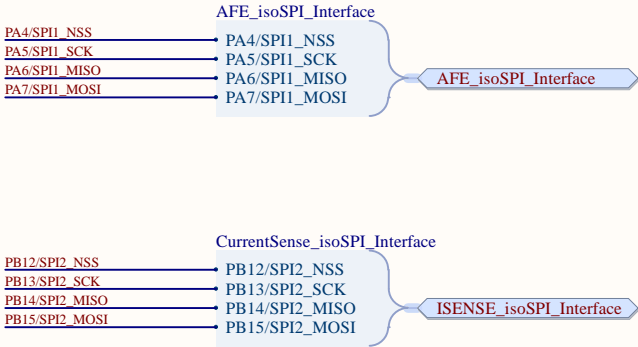 AFE_isoSPI_Interface
PA4/SPI1_NSS PA4/SPI1_NSS
PA5/SPI1_SCK PA5/SPI1_SCK
PA6/SPI1_MISO PA6/SPI1_MISO AFE_isoSPI_Interface
PA7/SPI1_MOSI PA7/SPI1_MOSI
CurrentSense_isoSPI_Interface
PB12/SPI2_NSS PB12/SPI2_NSS
PB13/SPI2_SCK PB13/SPI2_SCK
PB14/SPI2_MISO PB14/SPI2_MISO ISENSE_isoSPI_Interface
PB15/SPI2_MOSI PB15/SPI2_MOSI